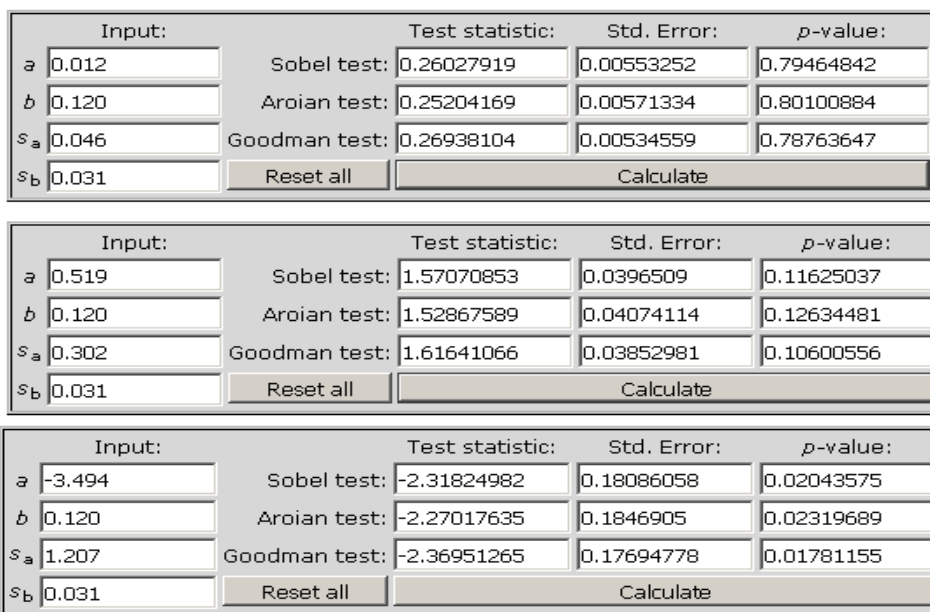 Input: Test statistic: Std. Error: p-value:
a 0.012 Sobel test: 0.26027919 0.00553252 0.79464842
b 0.120 Aroian test: 0.25204169 0.00571334 0.80100884
sa 0.046 Goodman test: 0.26938104 0.00534559 0.78763647
sb 0.031 Reset all Calculate
Input: Test statistic: Std. Error: p-value:
a 0.519 Sobel test: 1.57070853 0.0396509 0.11625037
b 0.120 Aroian test: 1.52867589 0.04074114 0.12634481
sa 0.302 Goodman test: 1.61641066 0.03852981 0.10600556
sb 0.031 Reset all Calculate
Input: Test statistic: Std. Error: p-value:
a -3.494 Sobel test: -2.31824982 0.18086058 0.02043575
b 0.120 Aroian test: -2.27017635 0.1846905 0.02319689
sa 1.207 Goodman test: -2.36951265 0.17694778 0.01781155
sb 0.031 Reset all Calculate